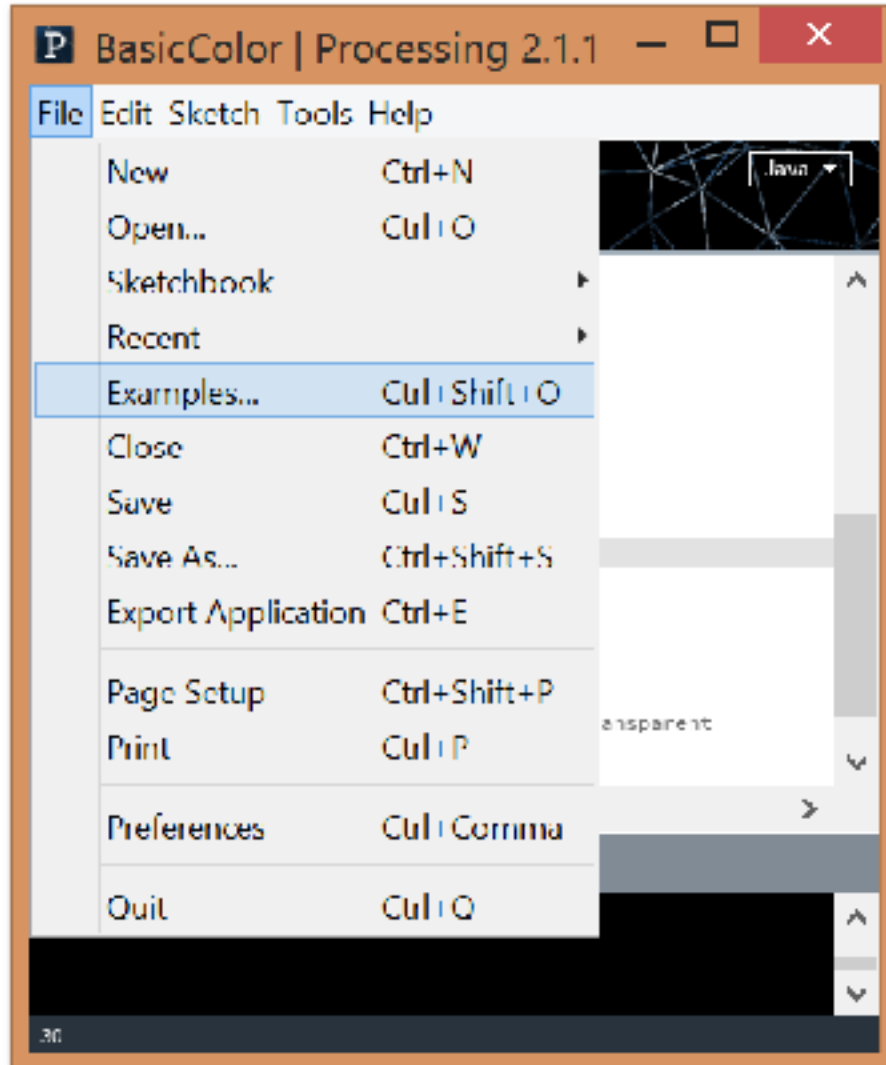 P BasicColor | Processing 2.1.1
File Edit Sketch Tools Help
New Ctrl+N
Java
Open... Ctrl+O
Sketchbook
Recent
Examples... Ctrl+Shift+O
Close Ctrl+W
Save Ctrl+S
Save As... Ctrl+Shift+S
Export Application Ctrl+E
Page Setup Ctrl+Shift+P
ansparent
Print Ctrl+P
Preferences Ctrl+Comma
Quit Ctrl+Q
30